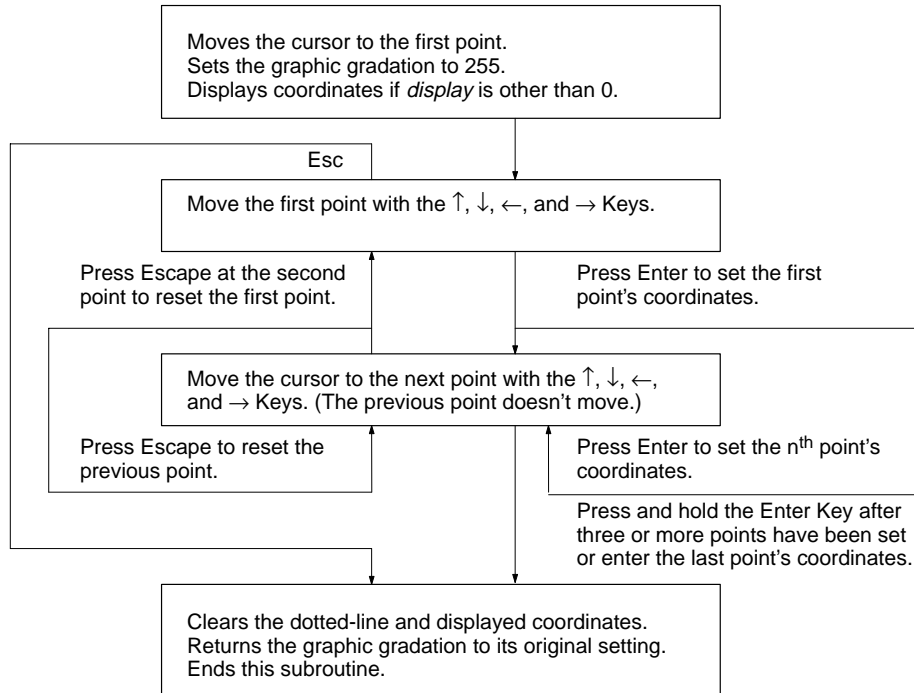 Moves the cursor to the first point.
Sets the graphic gradation to 255.
Displays coordinates if display is other than 0.
Esc
Move the first point with the ↑, ↓, ←, and → Keys.
Press Escape at the second
point to reset the first point.
Press Enter to set the first
point's coordinates.
Move the cursor to the next point with the ↑, ↓, ←,
and → Keys. (The previous point doesn't move.)
Press Escape to reset the
previous point.
Press Enter to set the nth point's
coordinates.
Press and hold the Enter Key after
three or more points have been set
or enter the last point's coordinates.
Clears the dotted-line and displayed coordinates.
Returns the graphic gradation to its original setting.
Ends this subroutine.